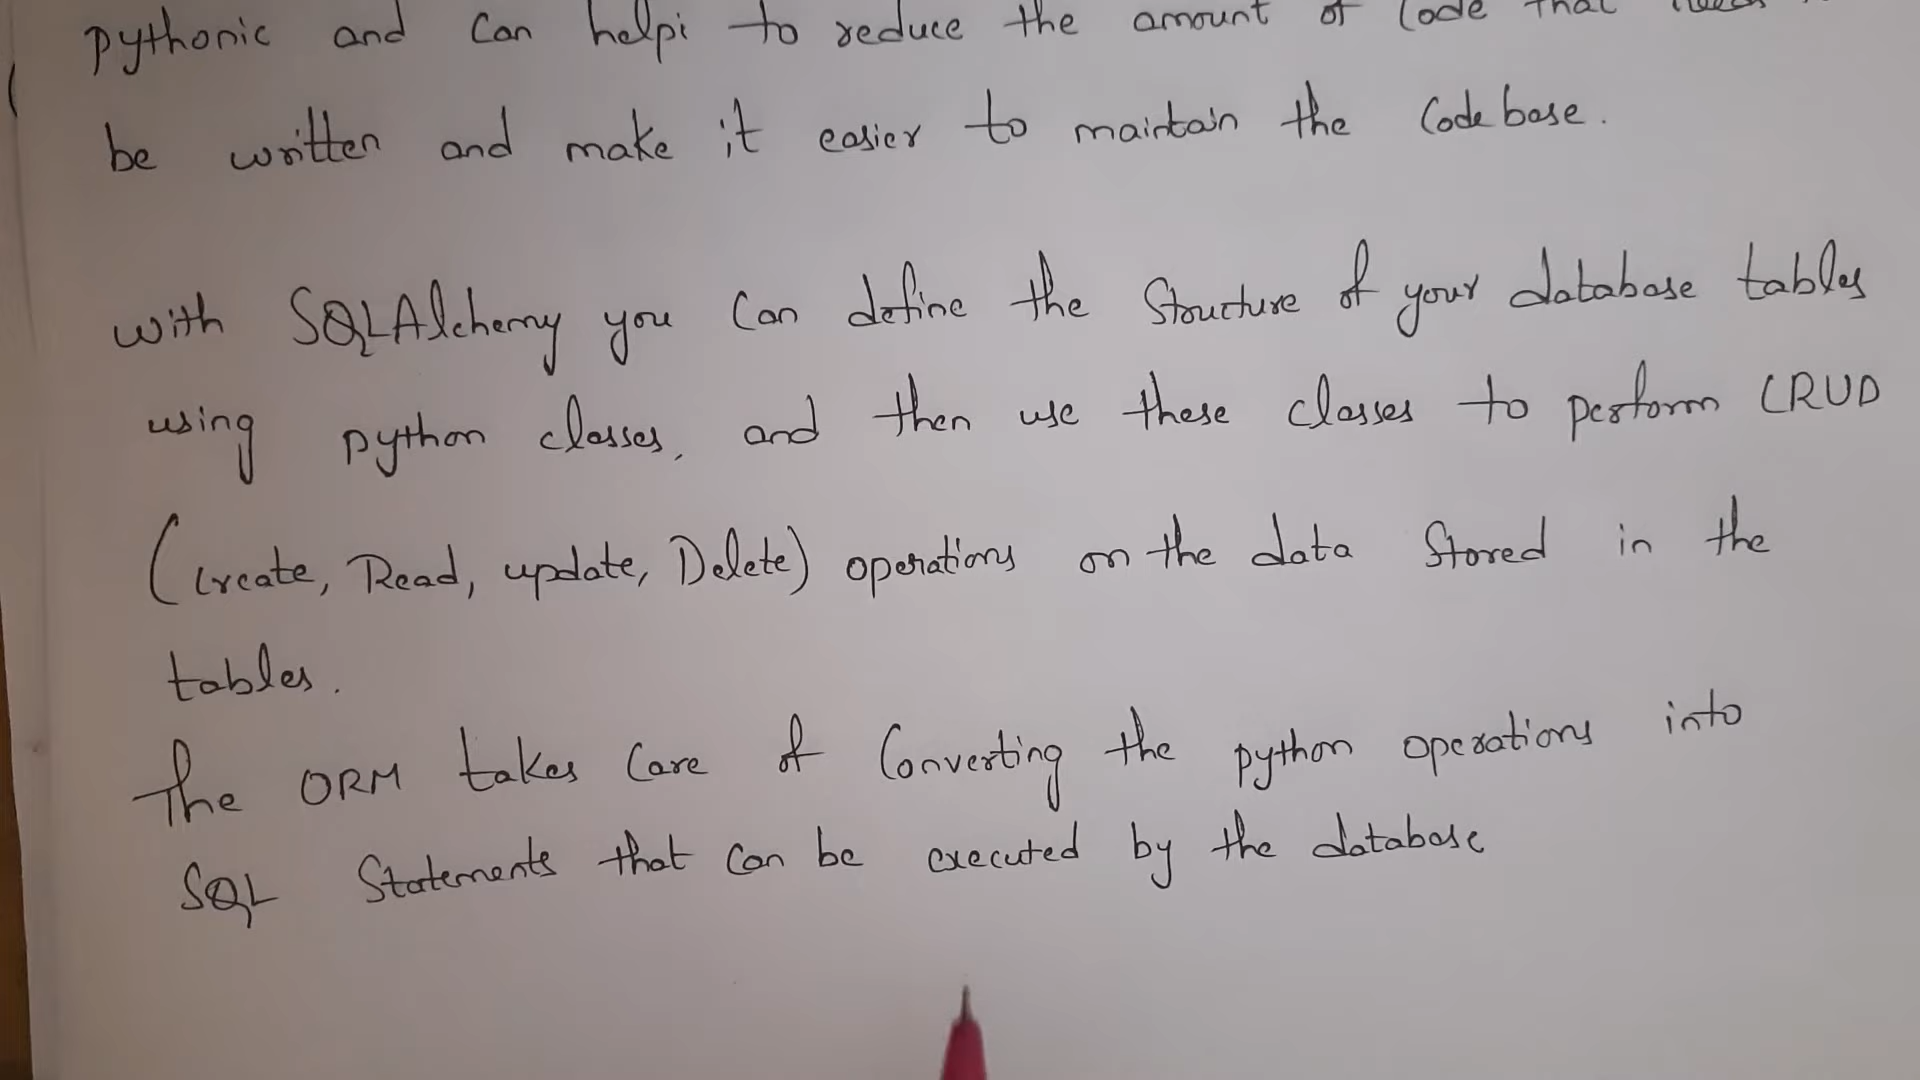 pythonic and can helpi to reduce the amount of code that
be written and make it easier to maintain the Codebase.
with SQLAlchemy you can define the Structure of your database tables
using python classes, and then use these classes to perform CRUD
(create, Read, update, Delete) operations on the data Stored in the
tables.
The ORM takes care of Converting the python operations into
SQL Statements that can be executed by the database